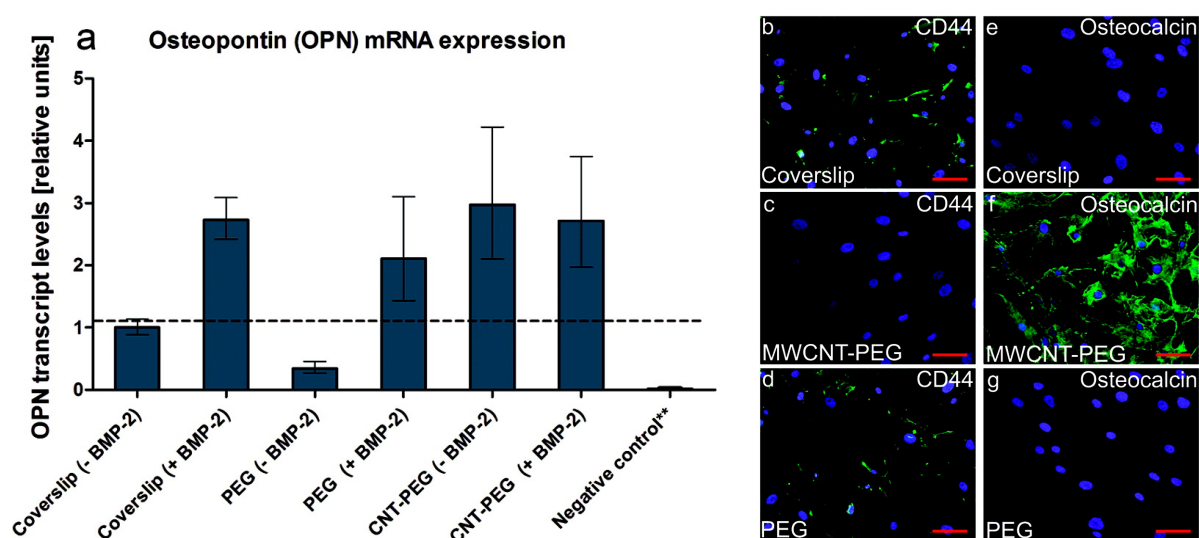 a
Osteopontin (OPN) mRNA expression
OPN transcript levels [relative units]
5
4
3
2
1
0
Coverslip (- BMP-2)
Coverslip (+ BMP-2)
PEG (- BMP-2)
PEG (+ BMP-2)
CNT-PEG (- BMP-2)
CNT-PEG (+ BMP-2)
Negative control**
b CD44
Coverslip
e Osteocalcin
Coverslip
c CD44
MWCNT-PEG
f Osteocalcin
MWCNT-PEG
d CD44
PEG
g Osteocalcin
PEG